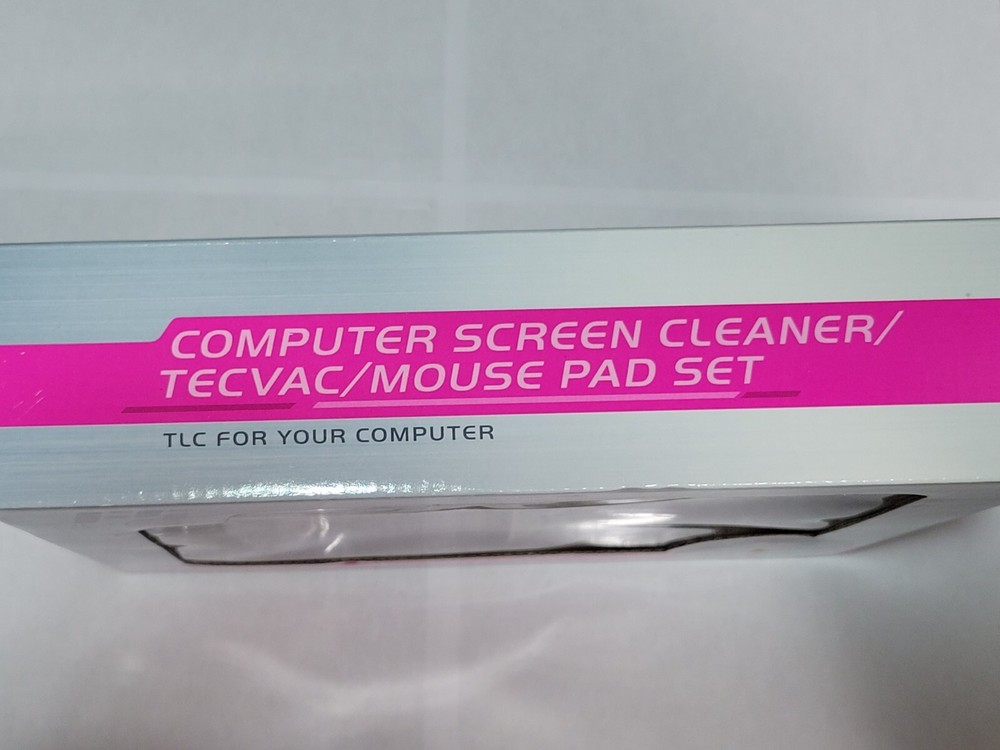 COMPUTER SCREEN CLEANER/
TECVAC/MOUSE PAD SET
TLC FOR YOUR COMPUTER